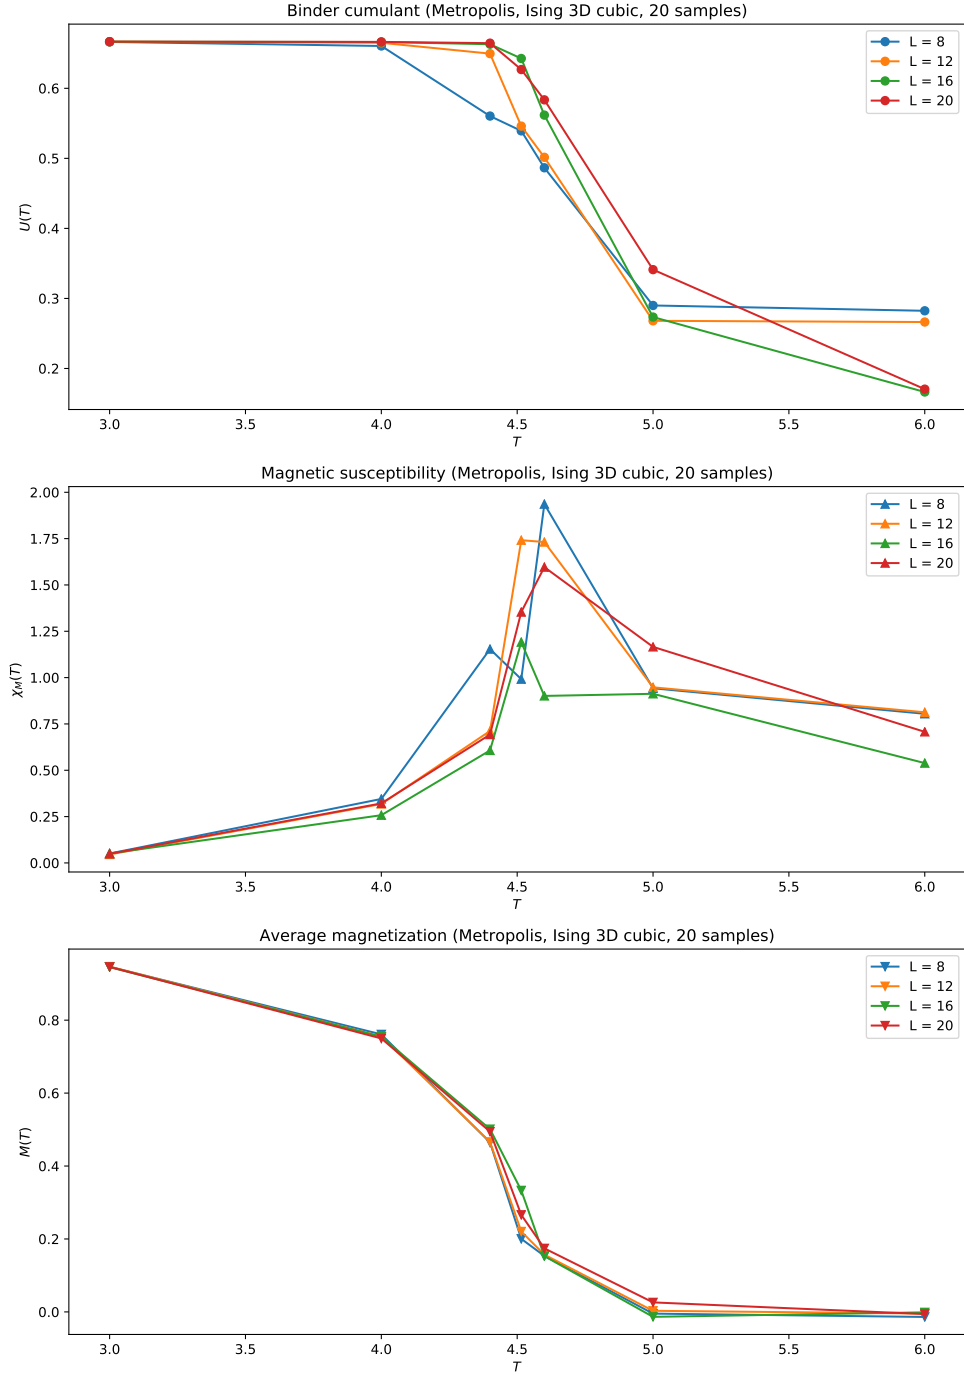 Binder cumulant (Metropolis, Ising 3D cubic, 20 samples)
U(T)
0.6
0.5
0.4
0.3
0.2
L = 8
L = 12
L = 16
L = 20
3.0 3.5 4.0 4.5 5.0 5.5 6.0
T
Magnetic susceptibility (Metropolis, Ising 3D cubic, 20 samples)
χM(T)
2.00
1.75
1.50
1.25
1.00
0.75
0.50
0.25
0.00
L = 8
L = 12
L = 16
L = 20
3.0 3.5 4.0 4.5 5.0 5.5 6.0
T
Average magnetization (Metropolis, Ising 3D cubic, 20 samples)
M(T)
0.8
0.6
0.4
0.2
0.0
L = 8
L = 12
L = 16
L = 20
3.0 3.5 4.0 4.5 5.0 5.5 6.0
T